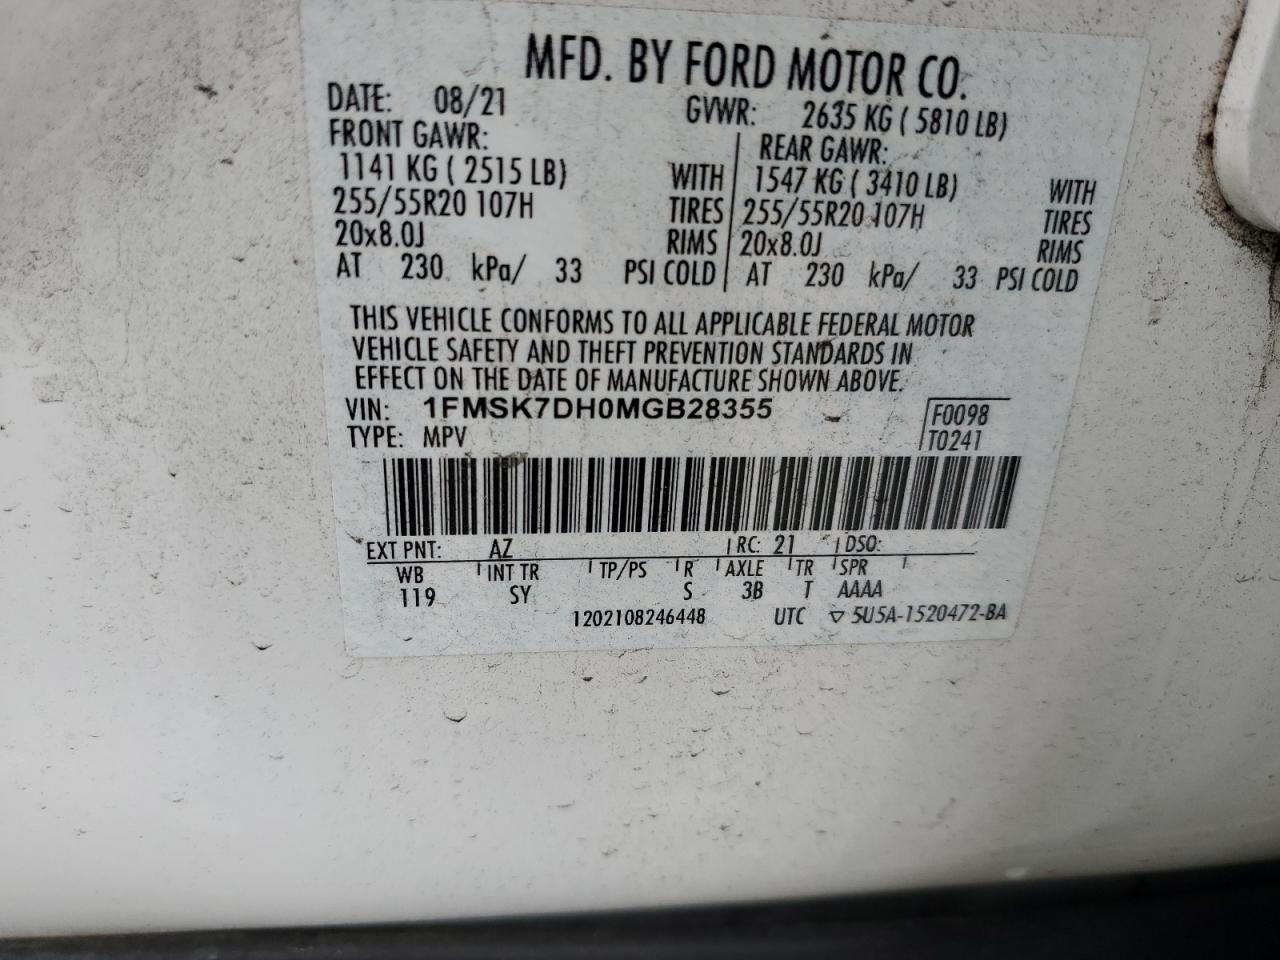 MFD. BY FORD MOTOR CO.
DATE: 08/21 GVWR: 2635 KG ( 5810 LB)
FRONT GAWR: REAR GAWR:
1141 KG ( 2515 LB) WITH 1547 KG ( 3410 LB) WITH
255/55R20 107H TIRES 255/55R20 107H TIRES
20x8.0J RIMS 20x8.0J RIMS
AT 230 kPa/ 33 PSI COLD AT 230 kPa/ 33 PSI COLD
THIS VEHICLE CONFORMS TO ALL APPLICABLE FEDERAL MOTOR
VEHICLE SAFETY AND THEFT PREVENTION STANDARDS IN
EFFECT ON THE DATE OF MANUFACTURE SHOWN ABOVE.
VIN: 1FMSK7DH0MGB28355 F0098
TYPE: MPV T0241
EXT PNT: AZ RC: 21 DSO:
WB INT TR TP/PS R AXLE TR SPR
119 SY S 3B T AAAA
1202108246448 UTC ▽ 5U5A-1520472-BA